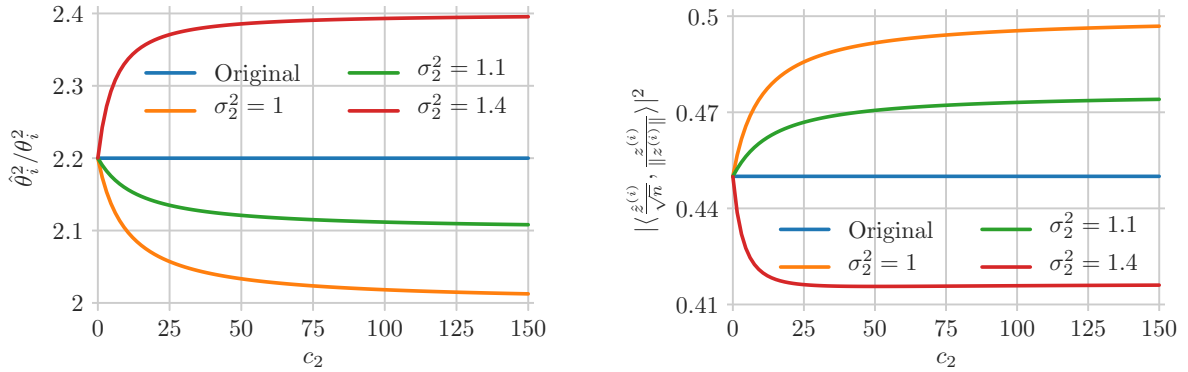 2.4
2.3
2.2
2.1
2
0 25 50 75 100 125 150
c₂
θ̂ᵢ²/θᵢ²
Original
σ₂² = 1
σ₂² = 1.1
σ₂² = 1.4
0.5
0.47
0.44
0.41
0 25 50 75 100 125 150
c₂
|⟨ẑ⁽ⁱ⁾/√n, z⁽ⁱ⁾/‖z⁽ⁱ⁾‖⟩|²
Original
σ₂² = 1
σ₂² = 1.1
σ₂² = 1.4